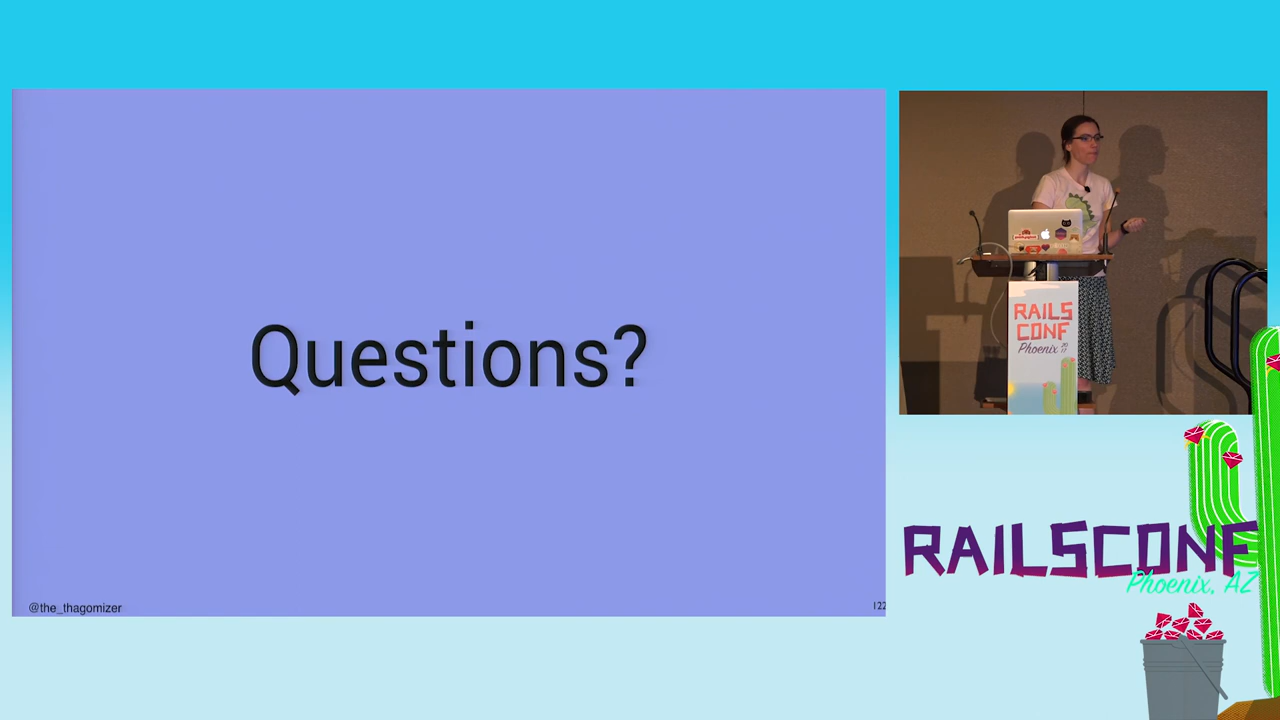 Questions?
@the_thagomizer
122
RAILS
CONF
Phoenix
RAILSCONF
Phoenix, AZ